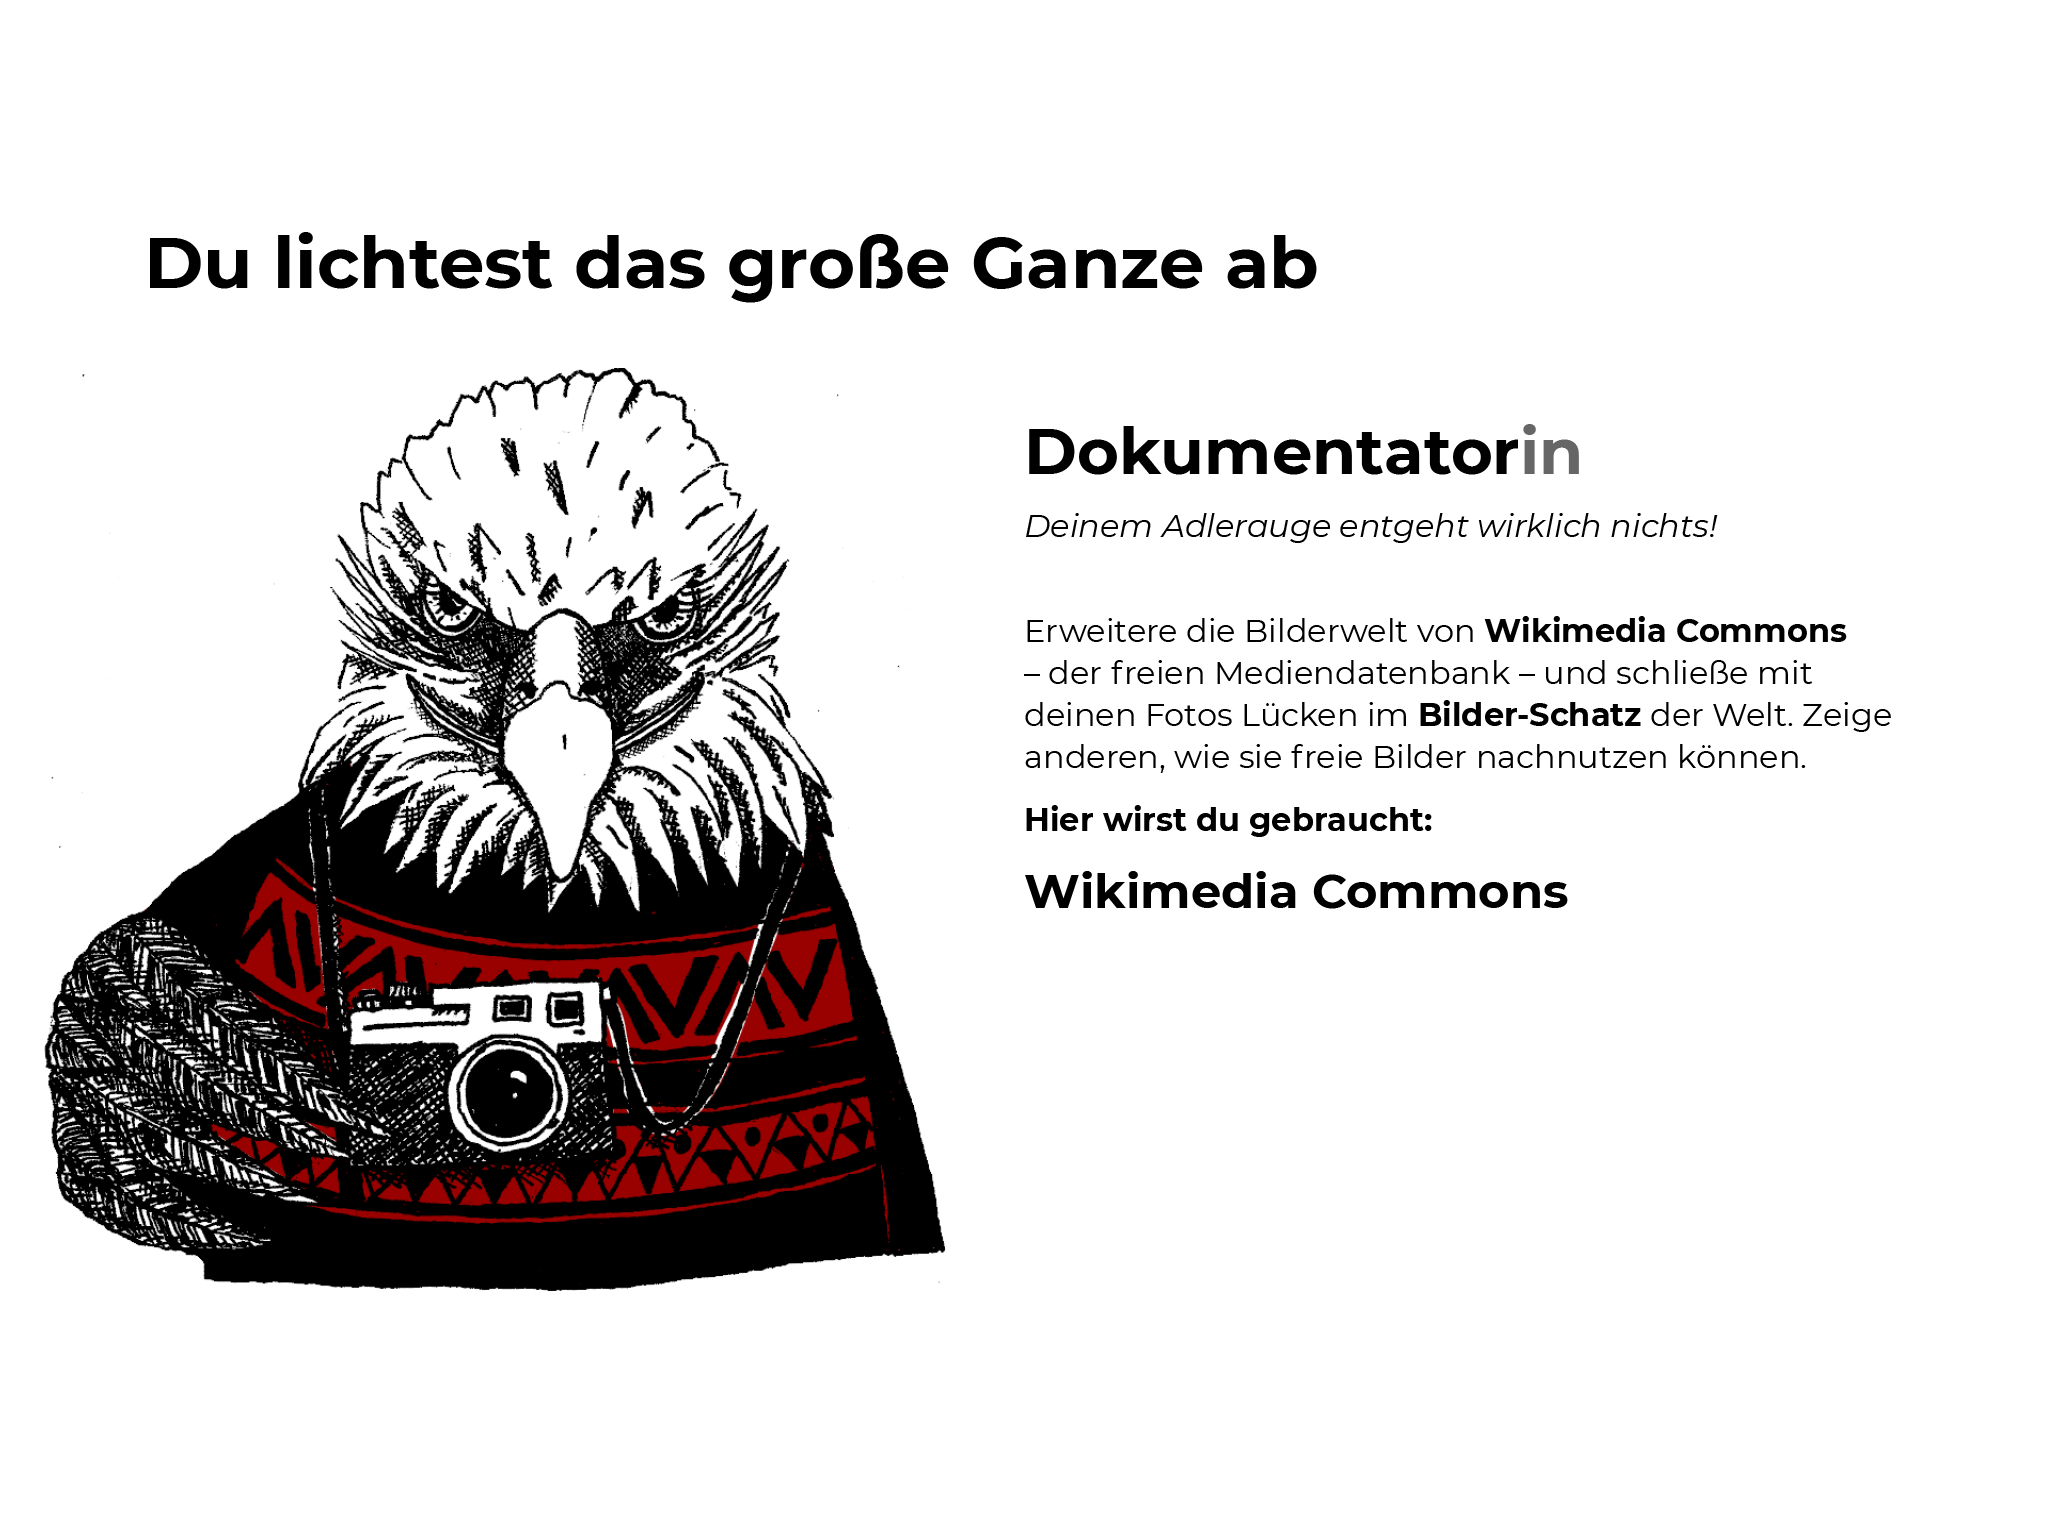 Du lichtest das große Ganze ab
Dokumentatorin
Deinem Adlerauge entgeht wirklich nichts!
Erweitere die Bilderwelt von Wikimedia Commons
– der freien Mediendatenbank – und schließe mit
deinen Fotos Lücken im Bilder-Schatz der Welt. Zeige
anderen, wie sie freie Bilder nachnutzen können.
Hier wirst du gebraucht:
Wikimedia Commons